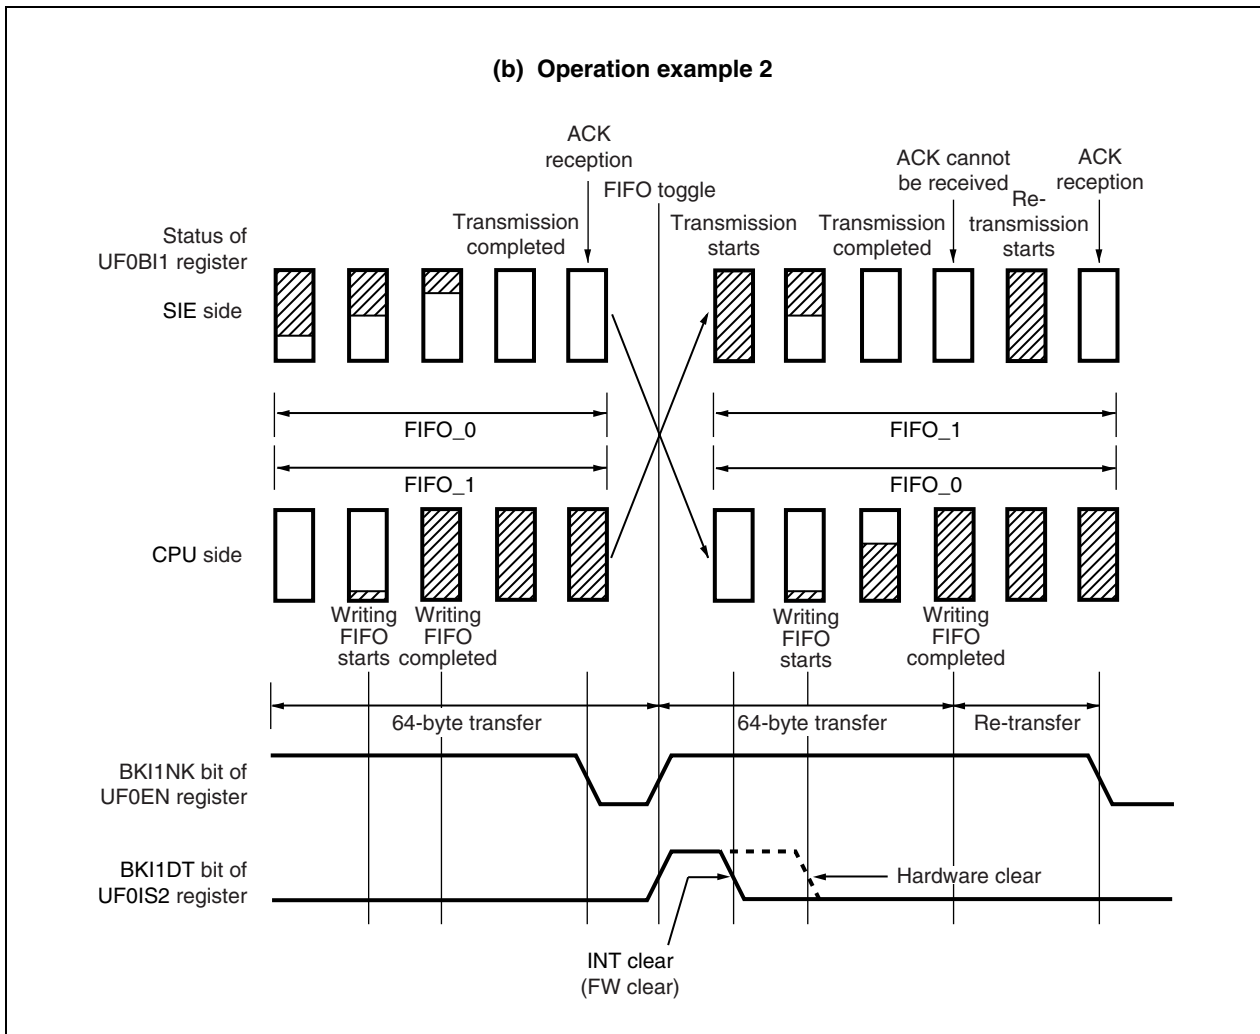 (b) Operation example 2
ACK
reception
FIFO toggle
ACK cannot
be received
ACK
reception
Transmission
completed
Transmission
starts
Transmission
completed
Re-
transmission
starts
Status of
UF0BI1 register
SIE side
FIFO_0
FIFO_1
FIFO_1
FIFO_0
CPU side
Writing
FIFO
starts
Writing
FIFO
completed
Writing
FIFO
starts
Writing
FIFO
completed
64-byte transfer
64-byte transfer
Re-transfer
BKI1NK bit of
UF0EN register
BKI1DT bit of
UF0IS2 register
Hardware clear
INT clear
(FW clear)